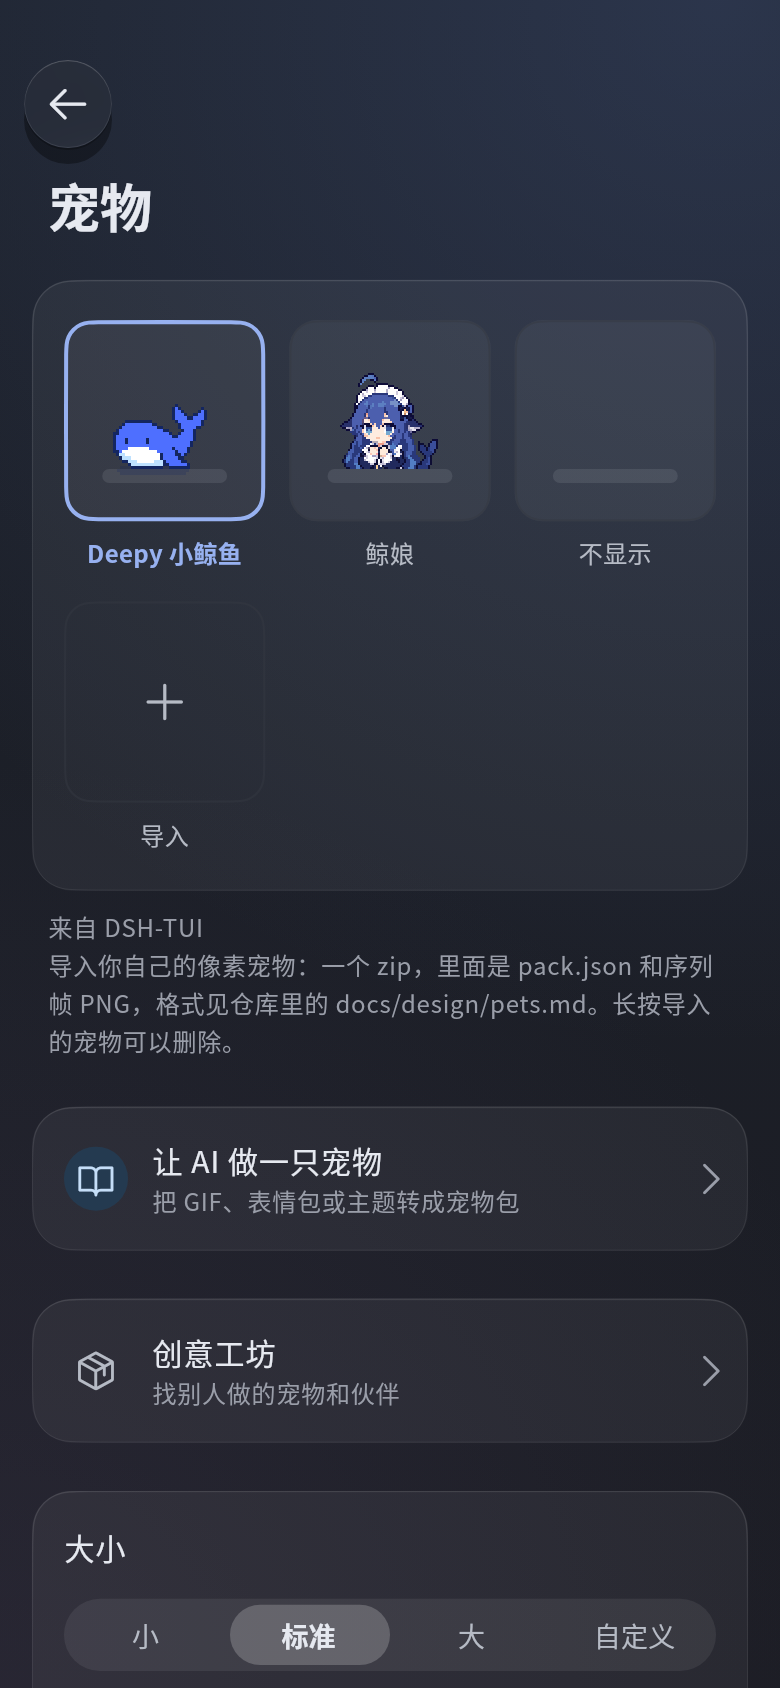 宠物
Deepy 小鲸鱼
鲸娘
不显示
导入
来自 DSH-TUI
导入你自己的像素宠物：一个 zip，里面是 pack.json 和序列
帧 PNG，格式见仓库里的 docs/design/pets.md。长按导入
的宠物可以删除。
让 AI 做一只宠物
把 GIF、表情包或主题转成宠物包
创意工坊
找别人做的宠物和伙伴
大小
小
标准
大
自定义